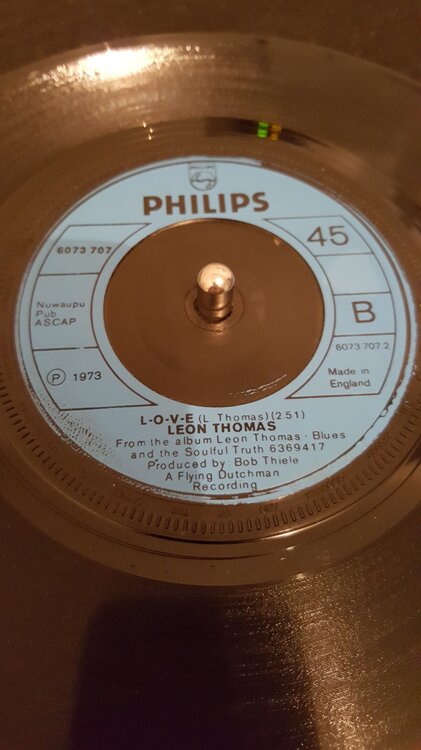 PHILIPS
6073 707
45
Nuwaupu
Pub
ASCAP
B
6073 707 2
℗ 1973
Made in
England
L-O-V-E (L. Thomas) (2.51)
LEON THOMAS
From the album Leon Thomas - Blues
and the Soulful Truth 6369417
Produced by Bob Thiele
A Flying Dutchman
Recording